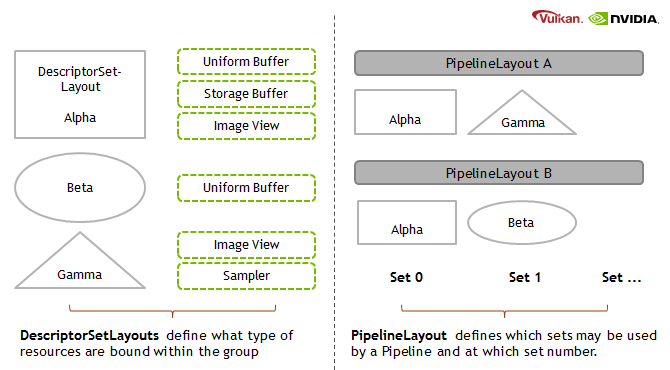 Vulkan. NVIDIA.
DescriptorSet-
Layout
Alpha
Uniform Buffer
Storage Buffer
Image View
Beta
Uniform Buffer
Gamma
Image View
Sampler
DescriptorSetLayouts define what type of
resources are bound within the group
PipelineLayout A
Alpha
Gamma
PipelineLayout B
Alpha
Beta
Set 0 Set 1 Set ...
PipelineLayout defines which sets may be used
by a Pipeline and at which set number.